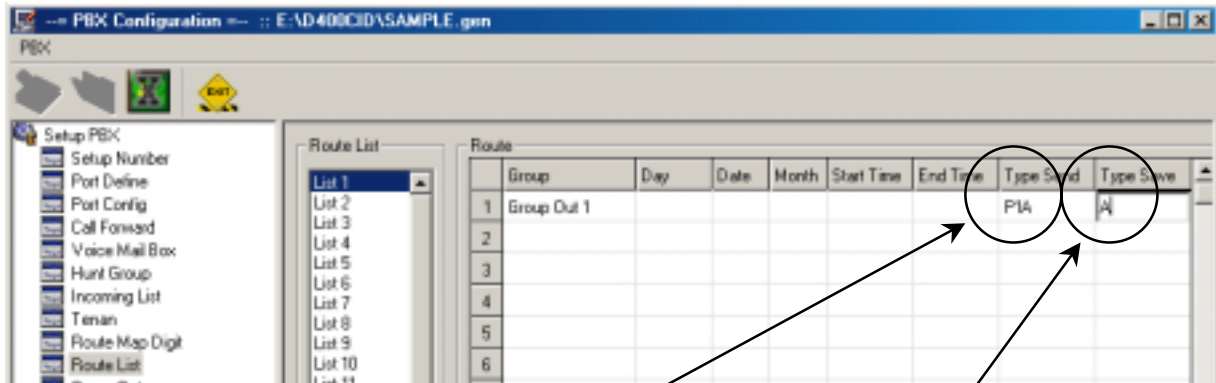 --= PBX Configuration =-- :: E:\D400CID\SAMPLE.gen
PBX
EXIT
Setup PBX
Setup Number
Port Define
Port Config
Call Forward
Voice Mail Box
Hunt Group
Incoming List
Tenan
Route Map Digit
Route List
Route List
List 1
List 2
List 3
List 4
List 5
List 6
List 7
List 8
List 9
List 10
List 11
Route
Group Day Date Month Start Time End Time Type Send Type Save
1 Group Out 1 P1A A
2
3
4
5
6